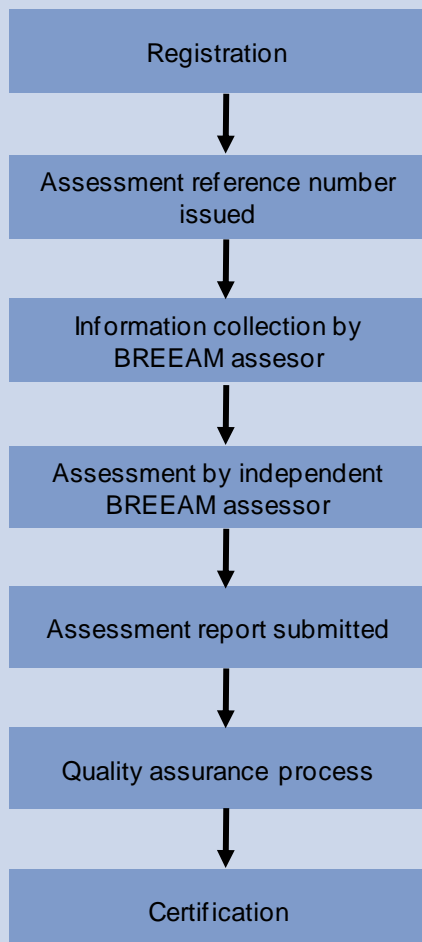 Registration
Assessment reference number
issued
Information collection by
BREEAM assesor
Assessment by independent
BREEAM assessor
Assessment report submitted
Quality assurance process
Certification